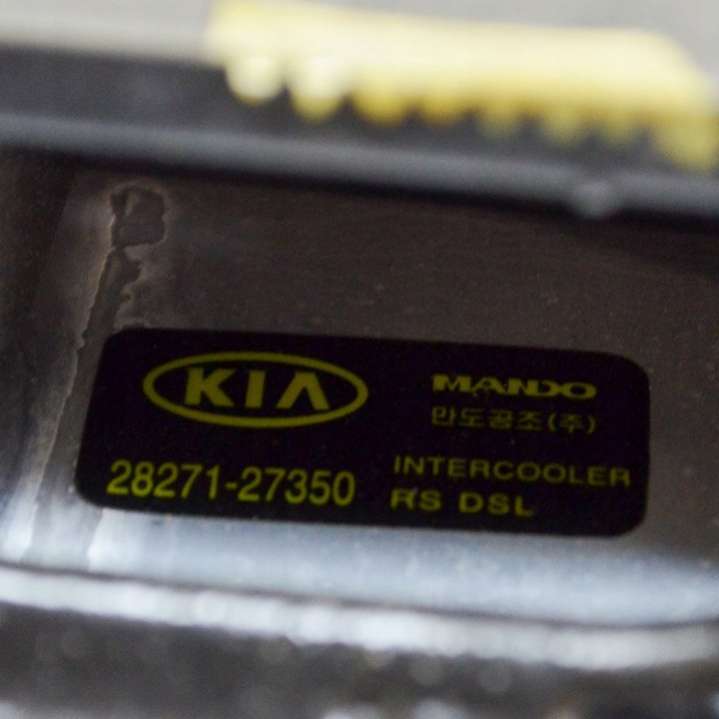 KIA
28271-27350
MANDO
만도공조(주)
INTERCOOLER
RS DSL